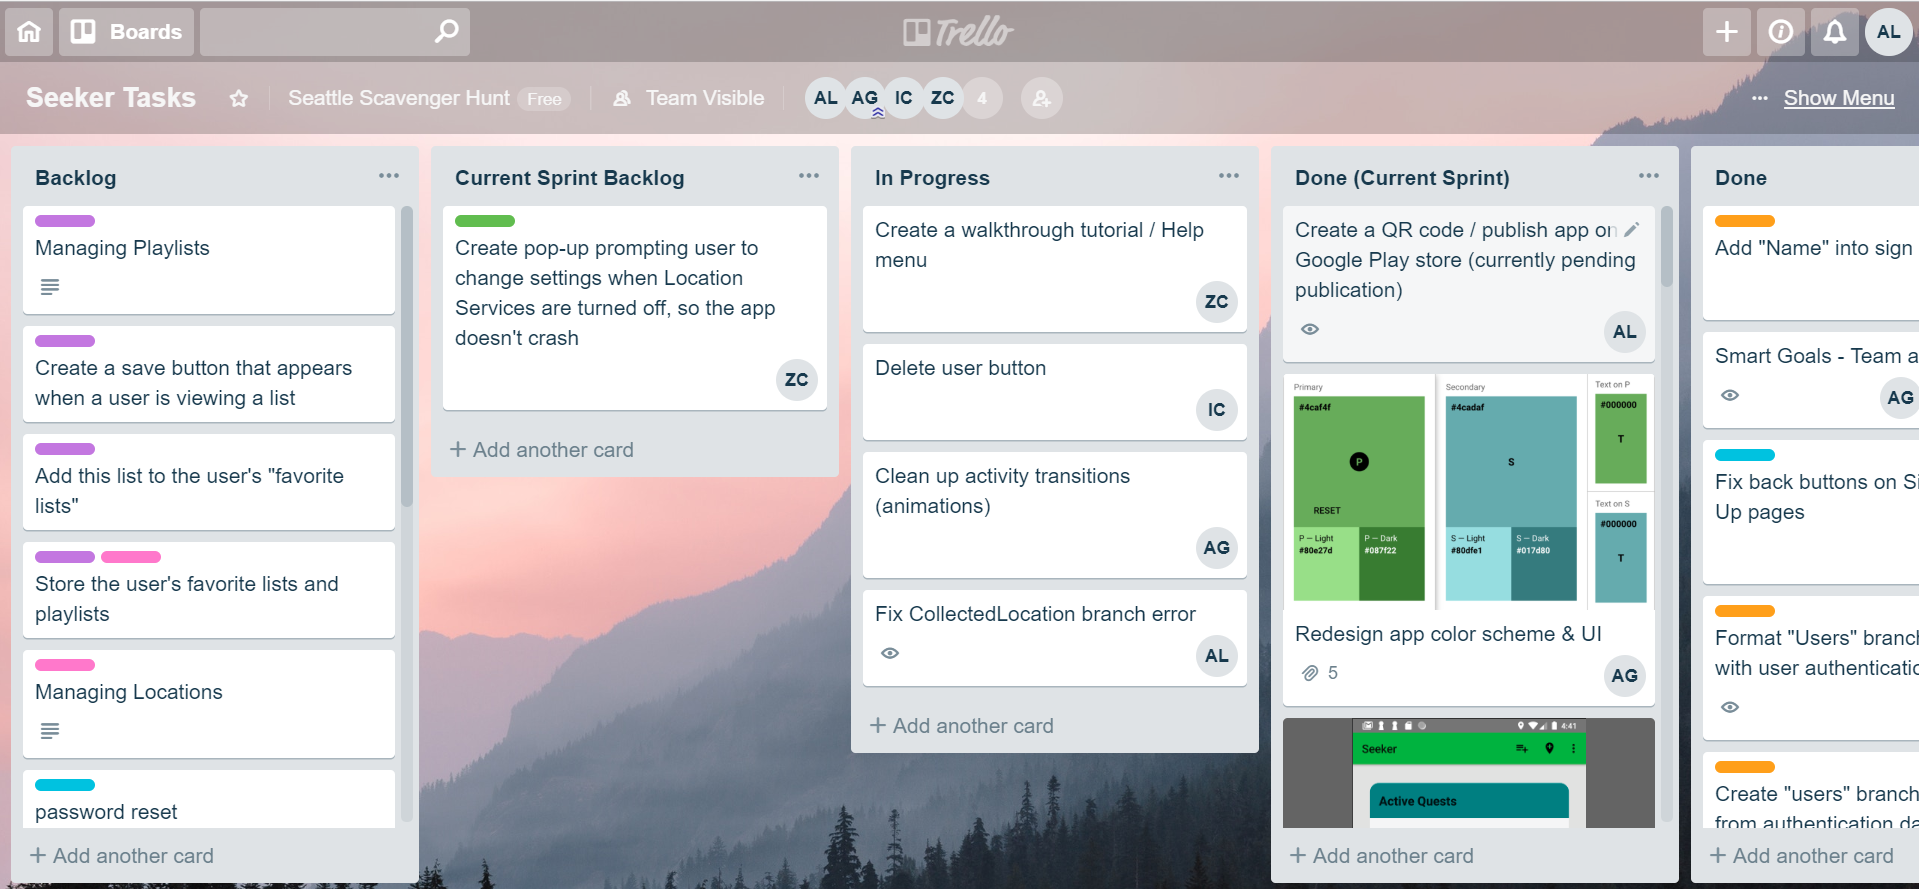 Boards
Trello
AL
Seeker Tasks
Seattle Scavenger Hunt Free
Team Visible
AL AG IC ZC 4
Show Menu
Backlog
Managing Playlists
Create a save button that appears
when a user is viewing a list
Add this list to the user's "favorite
lists"
Store the user's favorite lists and
playlists
Managing Locations
password reset
+ Add another card
Current Sprint Backlog
Create pop-up prompting user to
change settings when Location
Services are turned off, so the app
doesn't crash
ZC
+ Add another card
In Progress
Create a walkthrough tutorial / Help
menu
ZC
Delete user button
IC
Clean up activity transitions
(animations)
AG
Fix CollectedLocation branch error
AL
+ Add another card
Done (Current Sprint)
Create a QR code / publish app on
Google Play store (currently pending
publication)
AL
Primary
#4caf4f
P
RESET
P — Light
#80e27d
P — Dark
#087f22
Secondary
#4cadaf
S
S — Light
#80dfe1
S — Dark
#017d80
Text on P
#000000
T
Text on S
#000000
T
Redesign app color scheme & UI
5
AG
4:41
Seeker
Active Quests
+ Add another card
Done
Add "Name" into sign
Smart Goals - Team a
AG
Fix back buttons on Si
Up pages
Format "Users" branch
with user authenticatio
Create "users" branch
from authentication da
+ Add another card